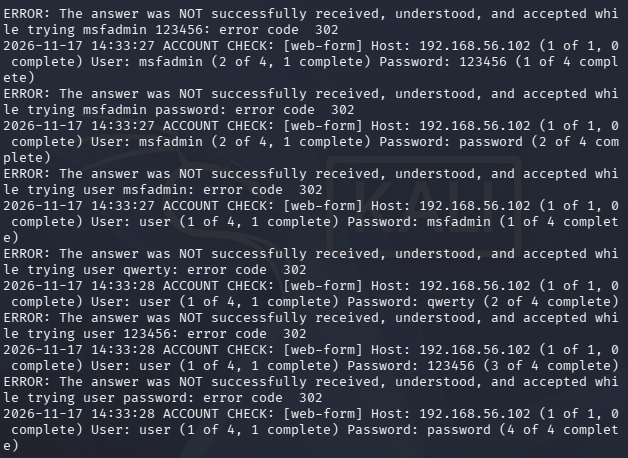 ERROR: The answer was NOT successfully received, understood, and accepted whi
le trying msfadmin 123456: error code  302
2026-11-17 14:33:27 ACCOUNT CHECK: [web-form] Host: 192.168.56.102 (1 of 1, 0
 complete) User: msfadmin (2 of 4, 1 complete) Password: 123456 (1 of 4 compl
ete)
ERROR: The answer was NOT successfully received, understood, and accepted whi
le trying msfadmin password: error code  302
2026-11-17 14:33:27 ACCOUNT CHECK: [web-form] Host: 192.168.56.102 (1 of 1, 0
 complete) User: msfadmin (2 of 4, 1 complete) Password: password (2 of 4 com
plete)
ERROR: The answer was NOT successfully received, understood, and accepted whi
le trying user msfadmin: error code  302
2026-11-17 14:33:27 ACCOUNT CHECK: [web-form] Host: 192.168.56.102 (1 of 1, 0
 complete) User: user (1 of 4, 1 complete) Password: msfadmin (1 of 4 complet
e)
ERROR: The answer was NOT successfully received, understood, and accepted whi
le trying user qwerty: error code  302
2026-11-17 14:33:28 ACCOUNT CHECK: [web-form] Host: 192.168.56.102 (1 of 1, 0
 complete) User: user (1 of 4, 1 complete) Password: qwerty (2 of 4 complete)
ERROR: The answer was NOT successfully received, understood, and accepted whi
le trying user 123456: error code  302
2026-11-17 14:33:28 ACCOUNT CHECK: [web-form] Host: 192.168.56.102 (1 of 1, 0
 complete) User: user (1 of 4, 1 complete) Password: 123456 (3 of 4 complete)
ERROR: The answer was NOT successfully received, understood, and accepted whi
le trying user password: error code  302
2026-11-17 14:33:28 ACCOUNT CHECK: [web-form] Host: 192.168.56.102 (1 of 1, 0
 complete) User: user (1 of 4, 1 complete) Password: password (4 of 4 complet
e)
KALI